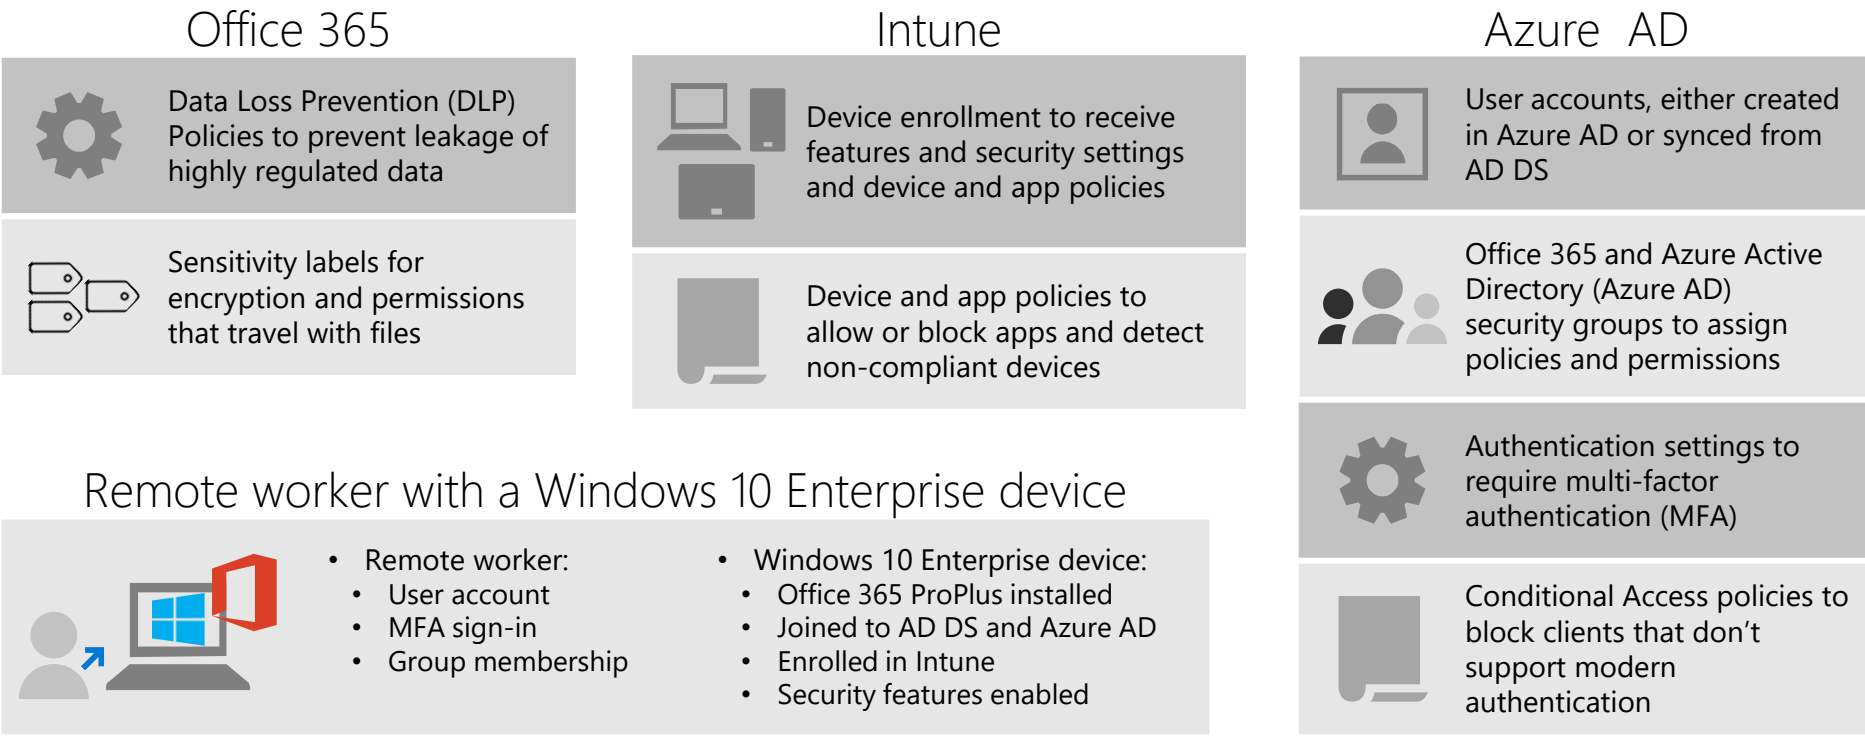 Office 365
Data Loss Prevention (DLP)
Policies to prevent leakage of
highly regulated data
Sensitivity labels for
encryption and permissions
that travel with files
Intune
Device enrollment to receive
features and security settings
and device and app policies
Device and app policies to
allow or block apps and detect
non-compliant devices
Azure AD
User accounts, either created
in Azure AD or synced from
AD DS
Office 365 and Azure Active
Directory (Azure AD)
security groups to assign
policies and permissions
Authentication settings to
require multi-factor
authentication (MFA)
Conditional Access policies to
block clients that don’t
support modern
authentication
Remote worker with a Windows 10 Enterprise device
• Remote worker:
• User account
• MFA sign-in
• Group membership
• Windows 10 Enterprise device:
• Office 365 ProPlus installed
• Joined to AD DS and Azure AD
• Enrolled in Intune
• Security features enabled